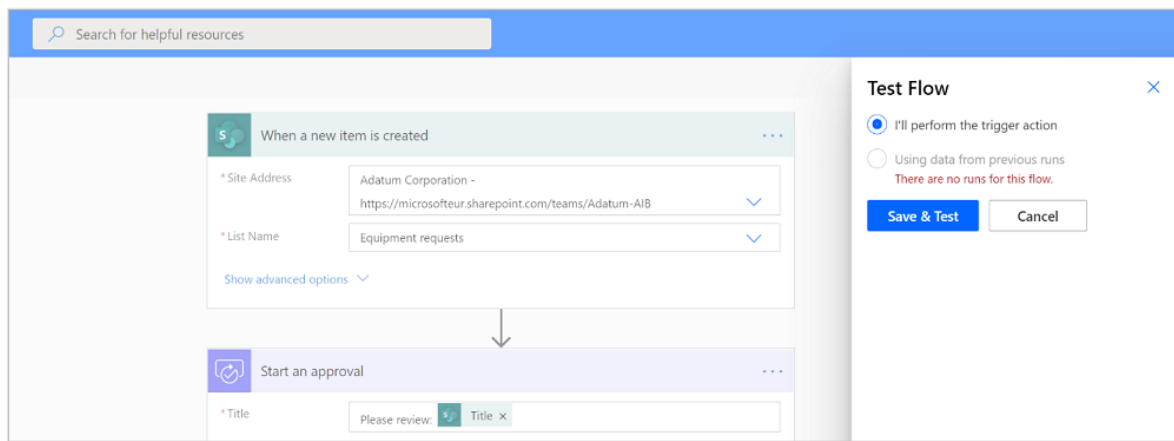 Search for helpful resources
Test Flow
I'll perform the trigger action
Using data from previous runs
There are no runs for this flow.
Save & Test
Cancel
S
When a new item is created
* Site Address
Adatum Corporation -
https://microsofteur.sharepoint.com/teams/Adatum-AIB
* List Name
Equipment requests
Show advanced options
Start an approval
* Title
Please review: S Title ×